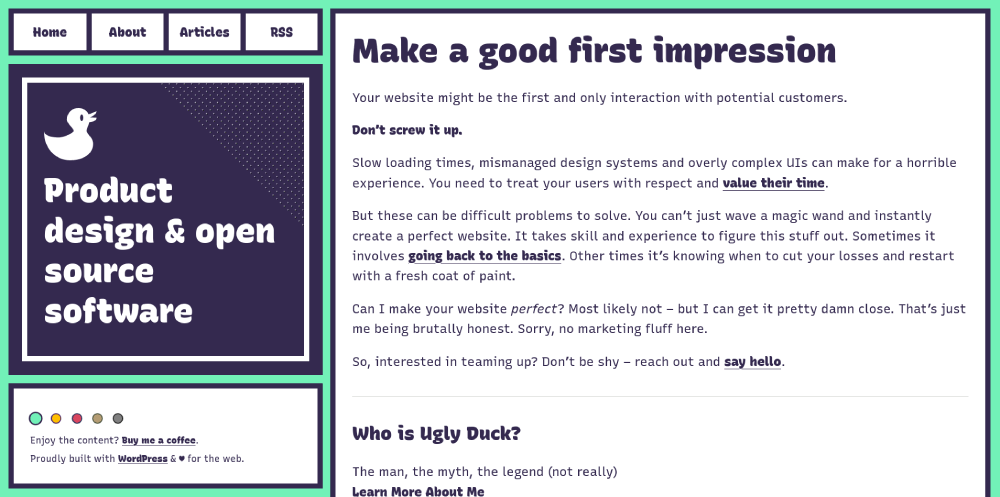 Home
About
Articles
RSS
Product
design & open
source
software
Enjoy the content? Buy me a coffee.
Proudly built with WordPress & ♥ for the web.
Make a good first impression
Your website might be the first and only interaction with potential customers.
Don’t screw it up.
Slow loading times, mismanaged design systems and overly complex UIs can make for a horrible
experience. You need to treat your users with respect and value their time.
But these can be difficult problems to solve. You can’t just wave a magic wand and instantly
create a perfect website. It takes skill and experience to figure this stuff out. Sometimes it
involves going back to the basics. Other times it’s knowing when to cut your losses and restart
with a fresh coat of paint.
Can I make your website perfect? Most likely not – but I can get it pretty damn close. That’s just
me being brutally honest. Sorry, no marketing fluff here.
So, interested in teaming up? Don’t be shy – reach out and say hello.
Who is Ugly Duck?
The man, the myth, the legend (not really)
Learn More About Me